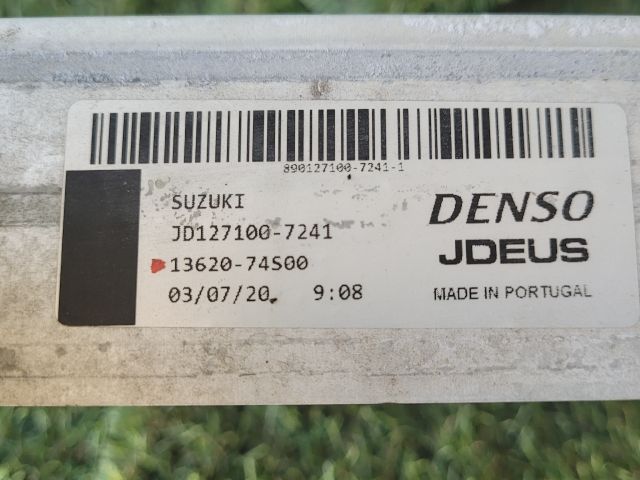 890127100-7241-1
SUZUKI
JD127100-7241
13620-74S00
03/07/20 9:08
DENSO
JDEUS
MADE IN PORTUGAL